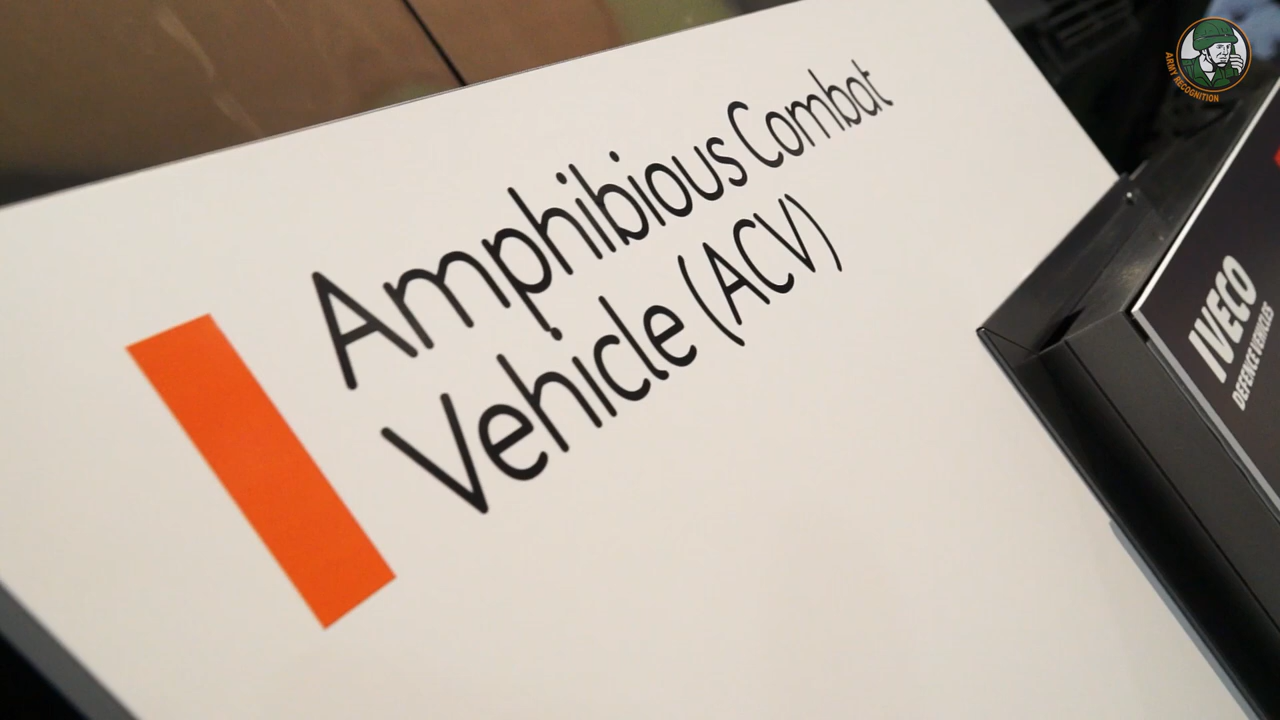 Amphibious Combat
Vehicle (ACV)
IVECO
DEFENCE VEHICLES
ARMY RECOGNITION